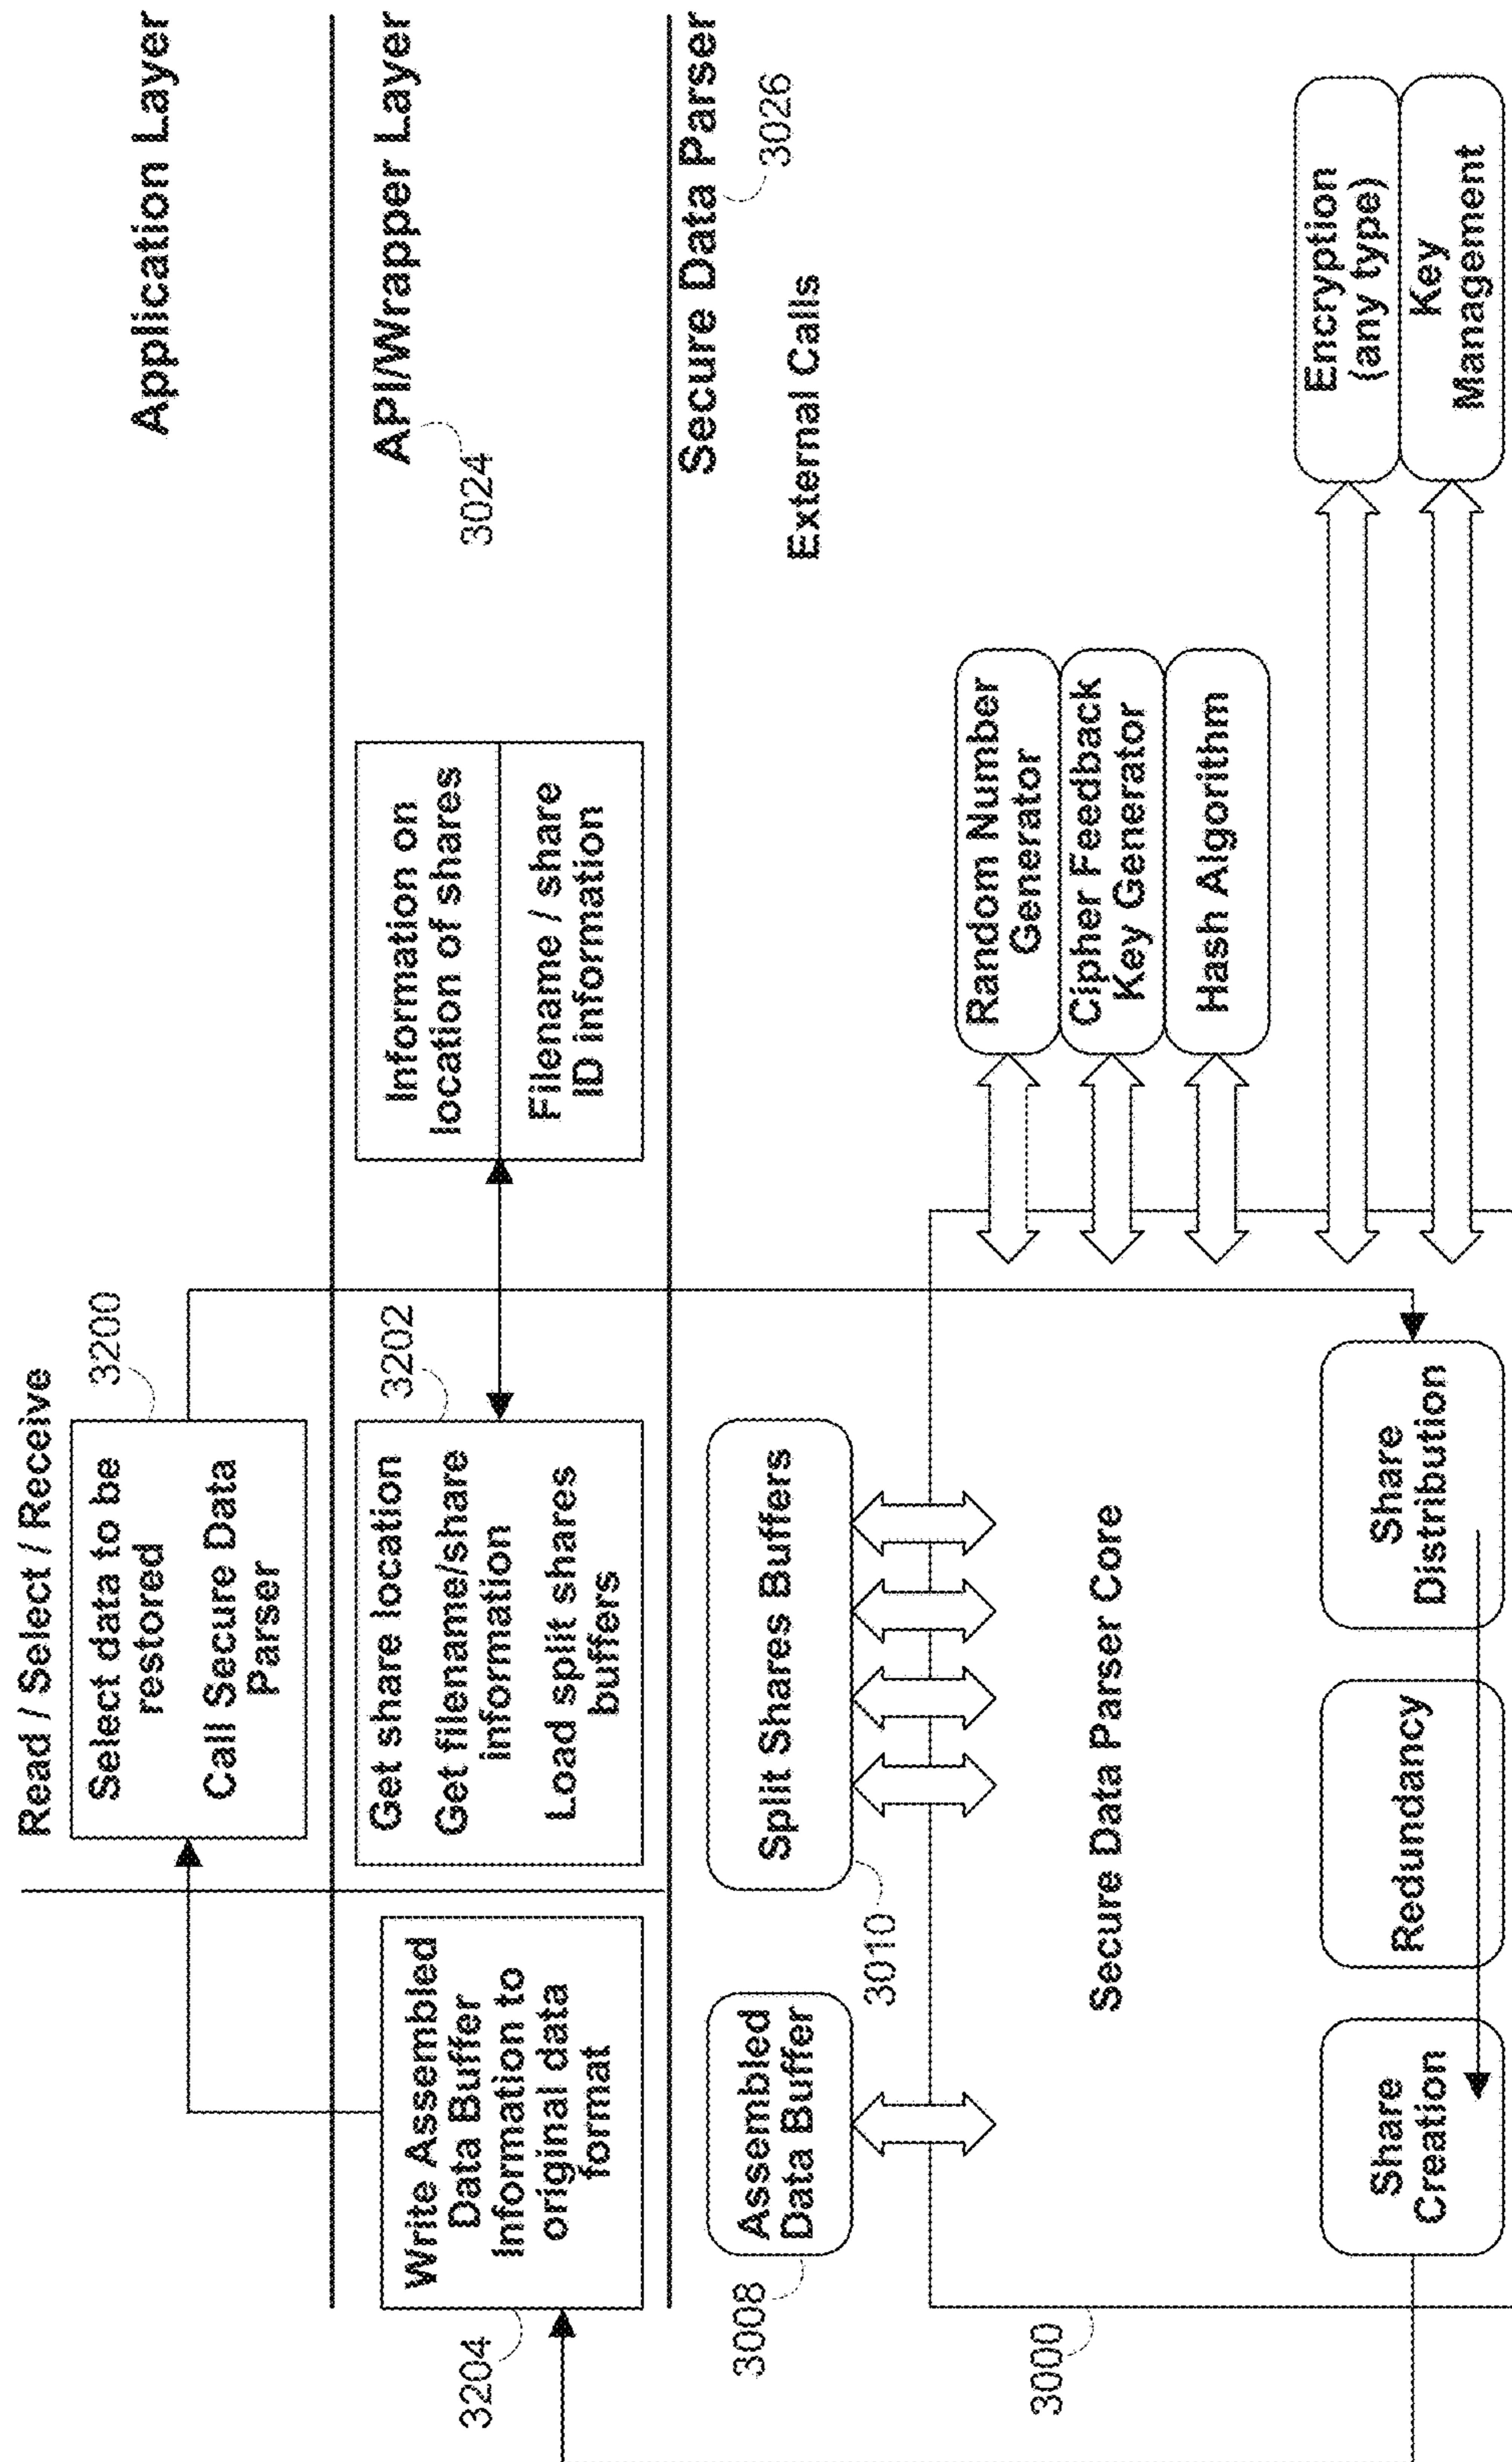 Read / Select / Receive
3200
Select data to be
restored
Call Secure Data
Parser
Application Layer
3204
Write Assembled
Data Buffer
Information to
original data
format
3202
Get share location
Get filename/share
information
Load split shares
buffers
Information on
location of shares
Filename / share
ID information
API/Wrapper Layer
3024
Secure Data Parser
3026
External Calls
3008
Assembled
Data Buffer
3010
Split Shares Buffers
3000
Secure Data Parser Core
Random Number
Generator
Cipher Feedback
Key Generator
Hash Algorithm
Encryption
(any type)
Key
Management
Share
Creation
Redundancy
Share
Distribution